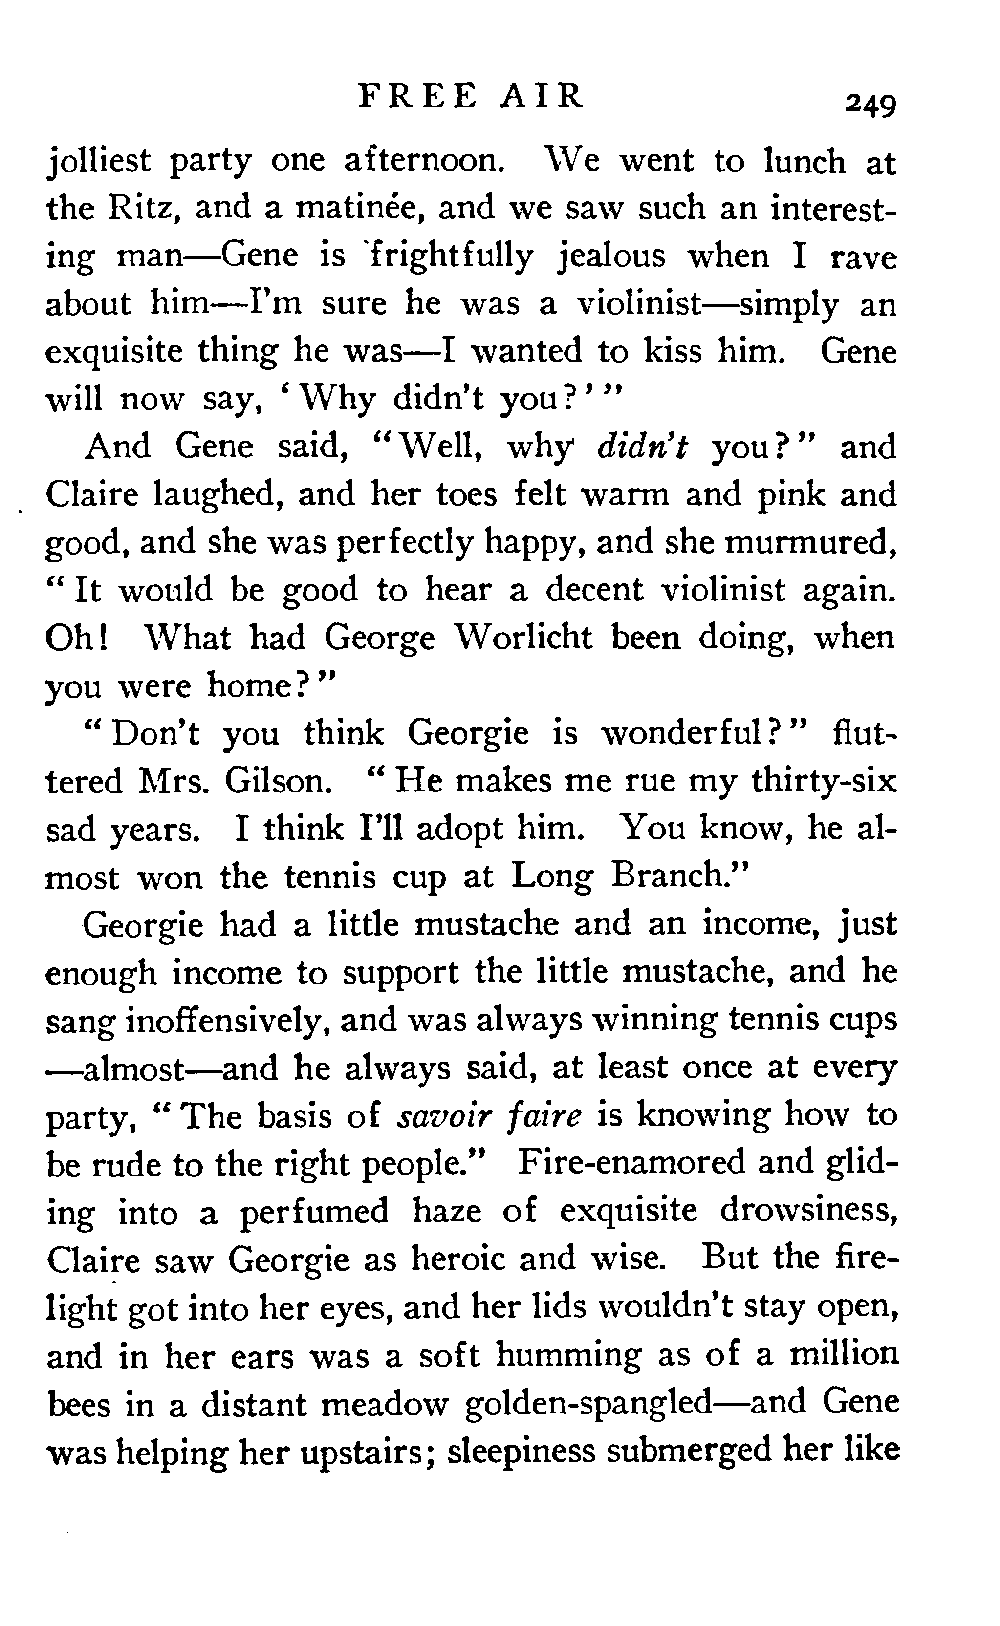 FREE AIR 249
jolliest party one afternoon. We went to lunch at
the Ritz, and a matinée, and we saw such an interest-
ing man—Gene is frightfully jealous when I rave
about him—I'm sure he was a violinist—simply an
exquisite thing he was—I wanted to kiss him. Gene
will now say, ‘Why didn't you?’”
And Gene said, “Well, why didn't you?” and
Claire laughed, and her toes felt warm and pink and
good, and she was perfectly happy, and she murmured,
“It would be good to hear a decent violinist again.
Oh! What had George Worlicht been doing, when
you were home?”
“Don't you think Georgie is wonderful?” flut-
tered Mrs. Gilson. “He makes me rue my thirty-six
sad years. I think I'll adopt him. You know, he al-
most won the tennis cup at Long Branch.”
Georgie had a little mustache and an income, just
enough income to support the little mustache, and he
sang inoffensively, and was always winning tennis cups
—almost—and he always said, at least once at every
party, “The basis of savoir faire is knowing how to
be rude to the right people.” Fire-enamored and glid-
ing into a perfumed haze of exquisite drowsiness,
Claire saw Georgie as heroic and wise. But the fire-
light got into her eyes, and her lids wouldn't stay open,
and in her ears was a soft humming as of a million
bees in a distant meadow golden-spangled—and Gene
was helping her upstairs; sleepiness submerged her like